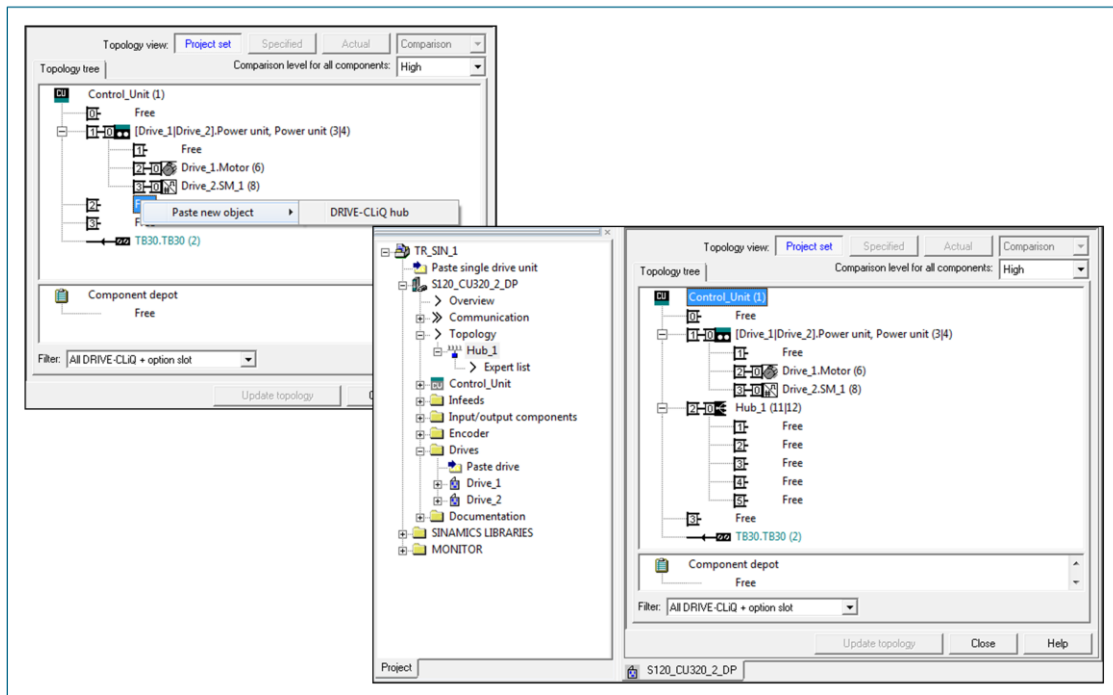 Topology view: Project set Specified Actual Comparison
Topology tree Comparison level for all components: High
CU Control_Unit (1)
0 Free
1 0 [Drive_1|Drive_2].Power unit, Power unit (3|4)
1 Free
2 0 Drive_1.Motor (6)
3 0 Drive_2.SM_1 (8)
2
Paste new object DRIVE-CLiQ hub
3
TB30.TB30 (2)
Component depot
Free
Filter: All DRIVE-CLiQ + option slot
Update topology
TR_SIN_1
Paste single drive unit
S120_CU320_2_DP
Overview
Communication
Topology
Hub_1
Expert list
Control_Unit
Infeeds
Input/output components
Encoder
Drives
Paste drive
Drive_1
Drive_2
Documentation
SINAMICS LIBRARIES
MONITOR
Project
Topology view: Project set Specified Actual Comparison
Topology tree Comparison level for all components: High
CU Control_Unit (1)
0 Free
1 0 [Drive_1|Drive_2].Power unit, Power unit (3|4)
1 Free
2 0 Drive_1.Motor (6)
3 0 Drive_2.SM_1 (8)
2 0 Hub_1 (11|12)
1 Free
2 Free
3 Free
4 Free
5 Free
3 Free
TB30.TB30 (2)
Component depot
Free
Filter: All DRIVE-CLiQ + option slot
Update topology Close Help
S120_CU320_2_DP